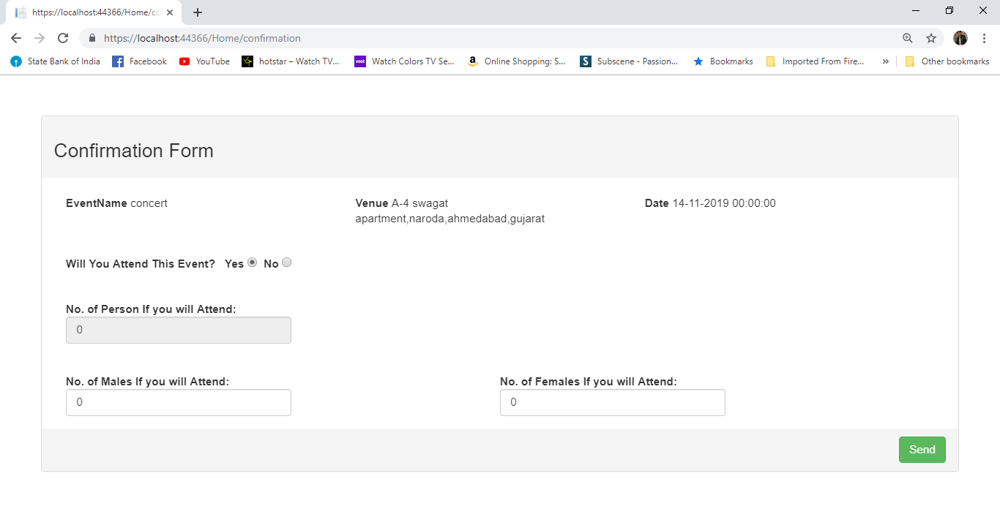 https://localhost:44366/Home/co
https://localhost:44366/Home/confirmation
State Bank of India Facebook YouTube hotstar – Watch TV... voot Watch Colors TV Se... a Online Shopping: S... S Subscene - Passion... Bookmarks Imported From Fire... » Other bookmarks
Confirmation Form
EventName concert
Venue A-4 swagat
apartment,naroda,ahmedabad,gujarat
Date 14-11-2019 00:00:00
Will You Attend This Event? Yes No
No. of Person If you will Attend:
0
No. of Males If you will Attend:
0
No. of Females If you will Attend:
0
Send